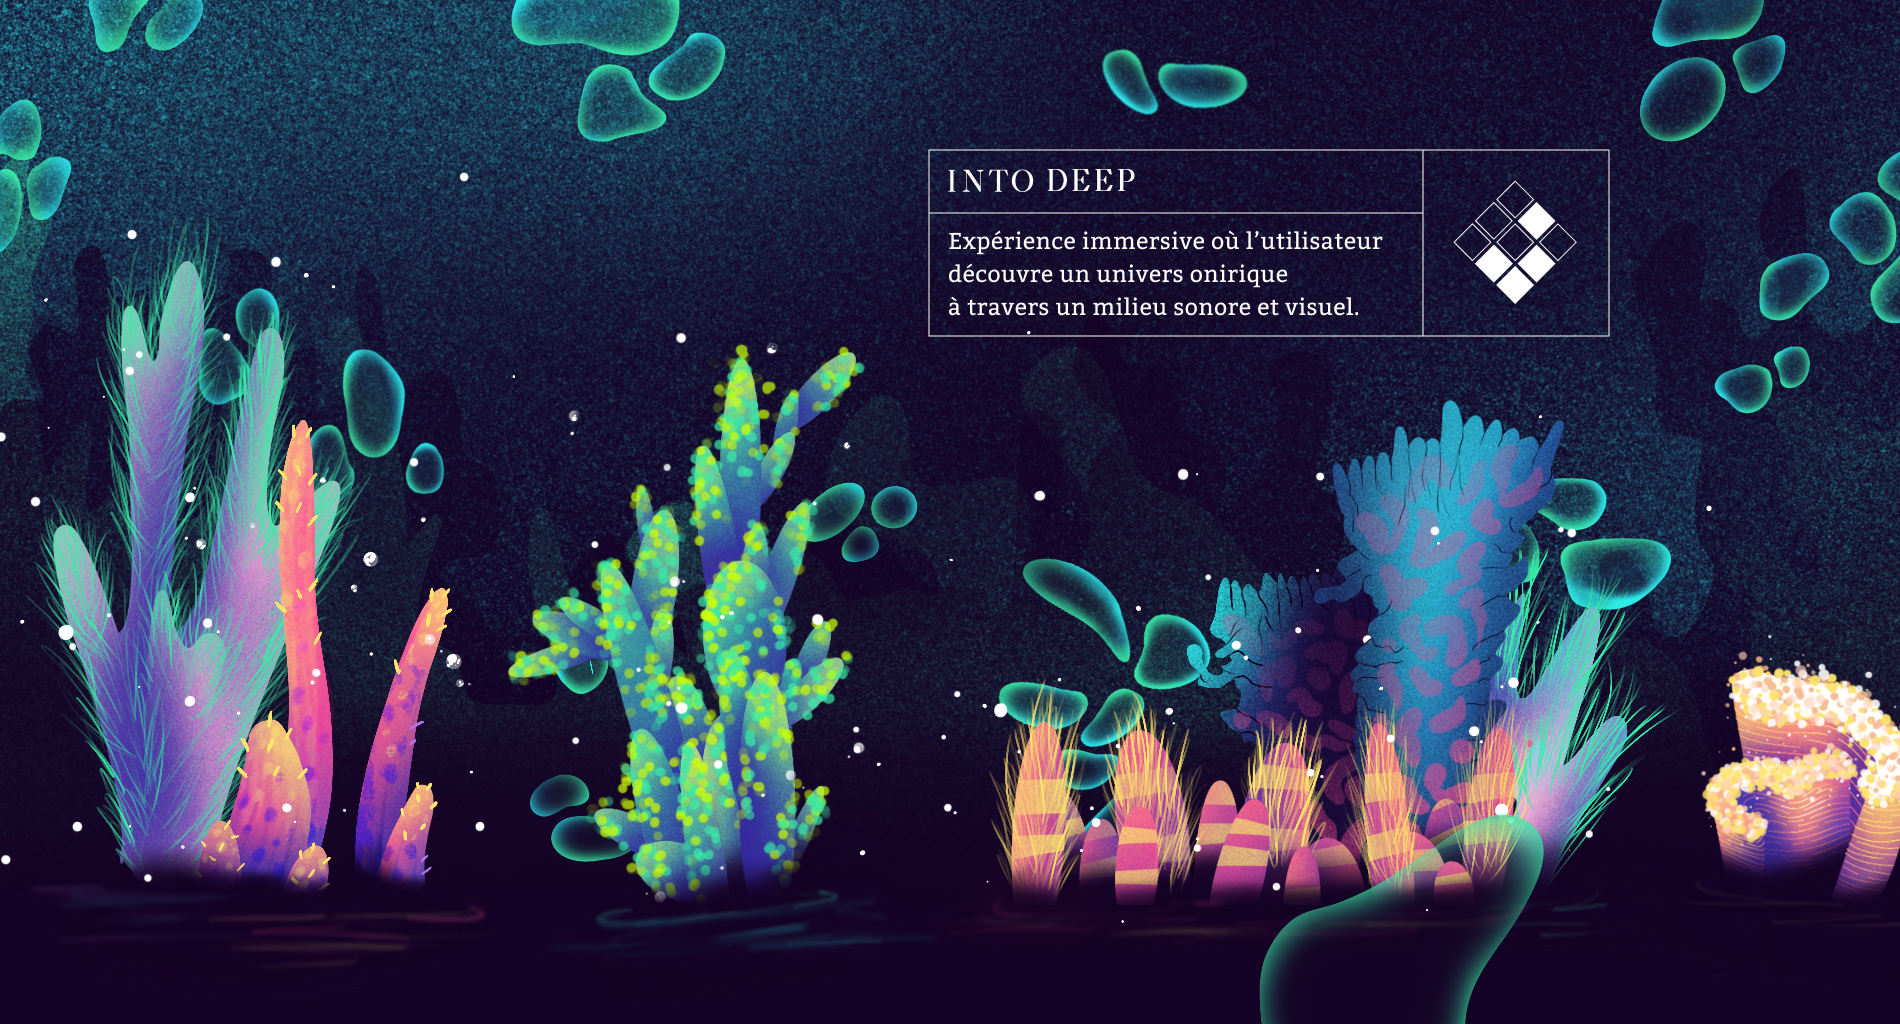 INTO DEEP
Expérience immersive où l’utilisateur
découvre un univers onirique
à travers un milieu sonore et visuel.